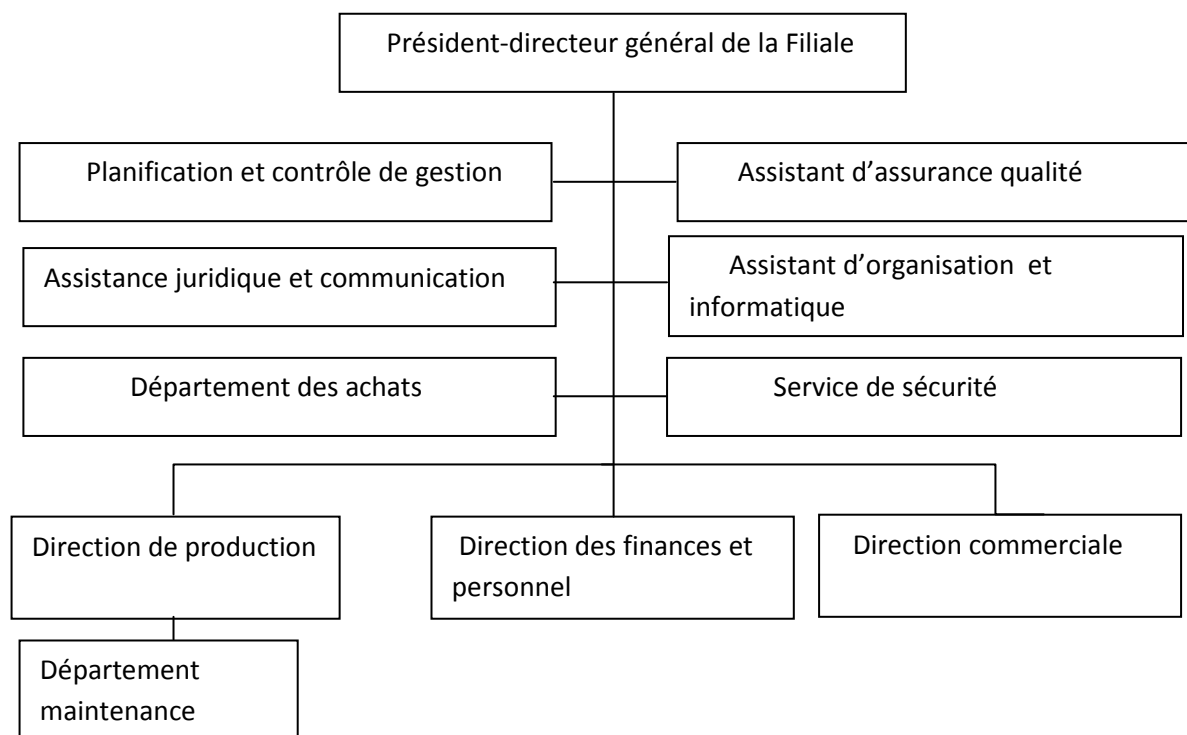 Président-directeur général de la Filiale
Planification et contrôle de gestion
Assistant d’assurance qualité
Assistance juridique et communication
Assistant d’organisation et
informatique
Département des achats
Service de sécurité
Direction de production
Direction des finances et
personnel
Direction commerciale
Département
maintenance